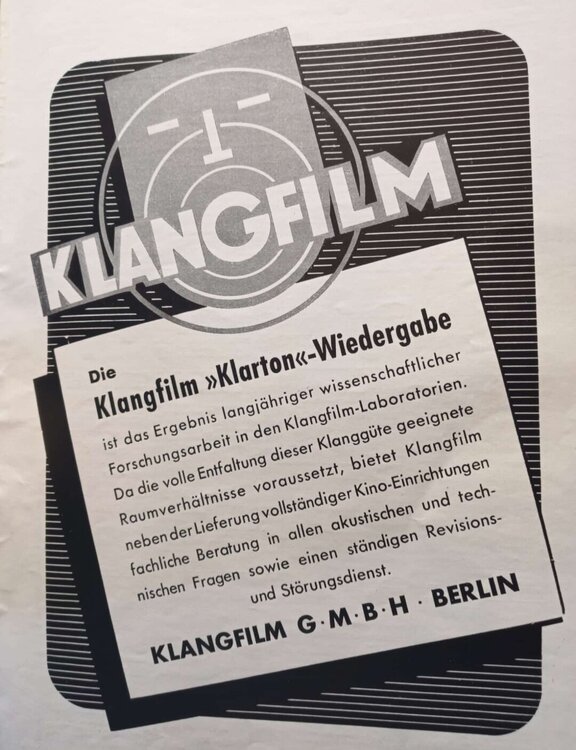 KLANGFILM
Die
Klangfilm »Klarton«-Wiedergabe
ist das Ergebnis langjähriger wissenschaftlicher
Forschungsarbeit in den Klangfilm-Laboratorien.
Da die volle Entfaltung dieser Klanggüte geeignete
Raumverhältnisse voraussetzt, bietet Klangfilm
neben der Lieferung vollständiger Kino-Einrichtungen
fachliche Beratung in allen akustischen und tech-
nischen Fragen sowie einen ständigen Revisions-
und Störungsdienst.
KLANGFILM G·M·B·H · BERLIN